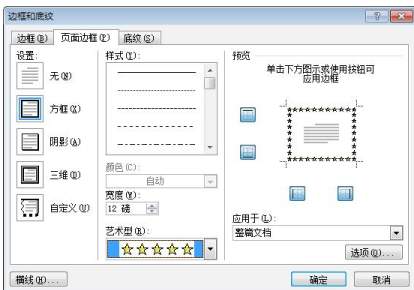 边框和底纹
边框(B) 页面边框(P) 底纹(S)
设置:
无(N)
方框(X)
阴影(A)
三维(D)
自定义(U)
样式(Y):
颜色(C):
自动
宽度(W):
12 磅
艺术型(R):
预览
单击下方图示或使用按钮可
应用边框
应用于(L):
整篇文档
选项(O)...
横线(H)...
确定
取消